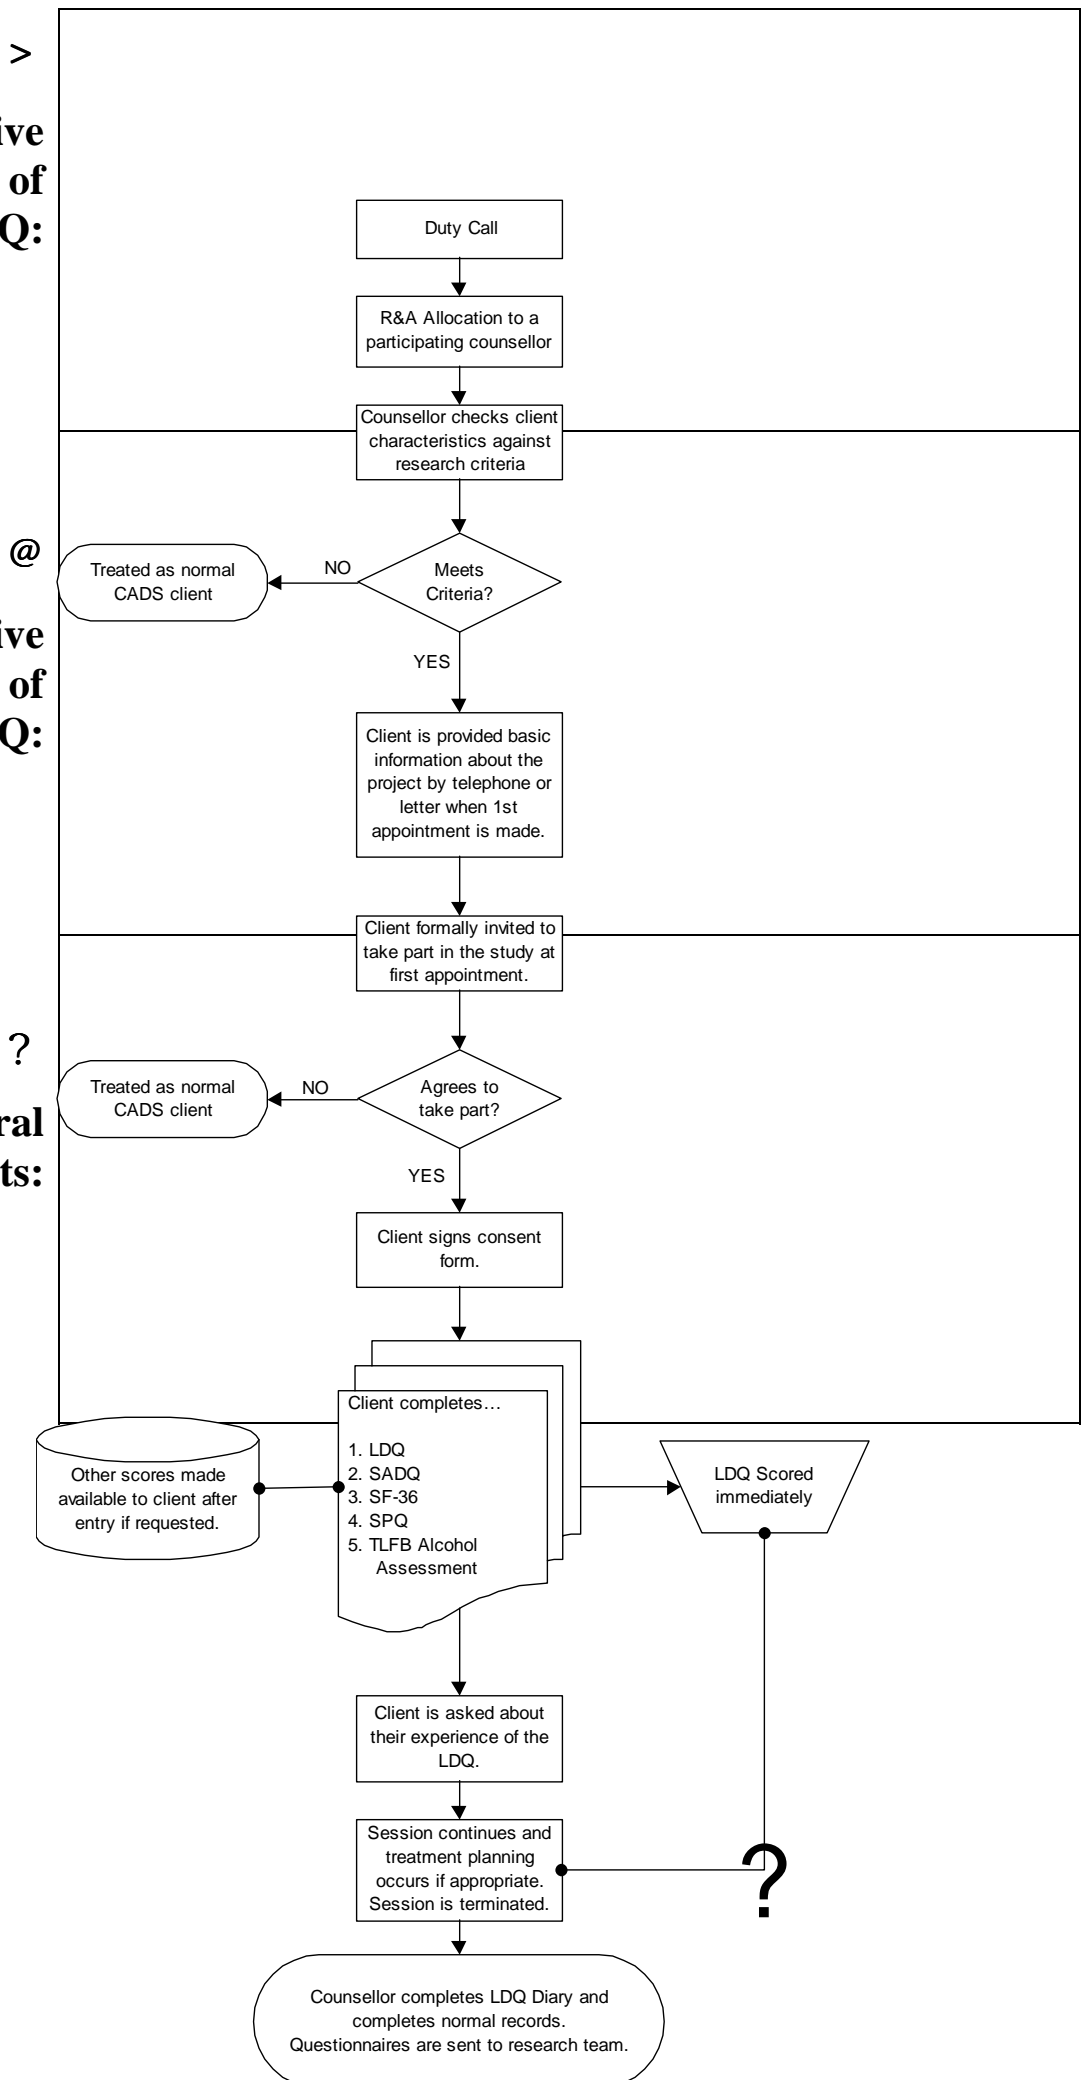 >
ive
of
Q:
Duty Call
R&A Allocation to a
participating counsellor
Counsellor checks client
characteristics against
research criteria
@
Treated as normal
CADS client
NO
Meets
Criteria?
ive
of
Q:
YES
Client is provided basic
information about the
project by telephone or
letter when 1st
appointment is made.
Client formally invited to
take part in the study at
first appointment.
?
Treated as normal
CADS client
NO
Agrees to
take part?
ral
ts:
YES
Client signs consent
form.
Client completes…
1. LDQ
2. SADQ
3. SF-36
4. SPQ
5. TLFB Alcohol
Assessment
Other scores made
available to client after
entry if requested.
LDQ Scored
immediately
Client is asked about
their experience of the
LDQ.
Session continues and
treatment planning
occurs if appropriate.
Session is terminated.
?
Counsellor completes LDQ Diary and
completes normal records.
Questionnaires are sent to research team.